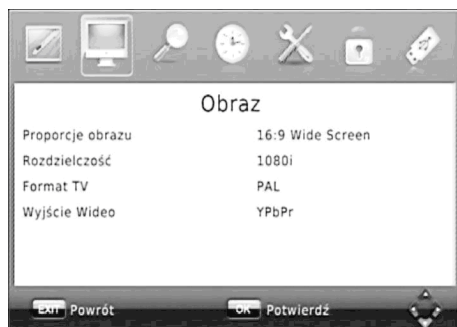 Obraz
Proporcje obrazu 16:9 Wide Screen
Rozdzielczość 1080i
Format TV PAL
Wyjście Wideo YPbPr
EXIT Powrót OK Potwierdź